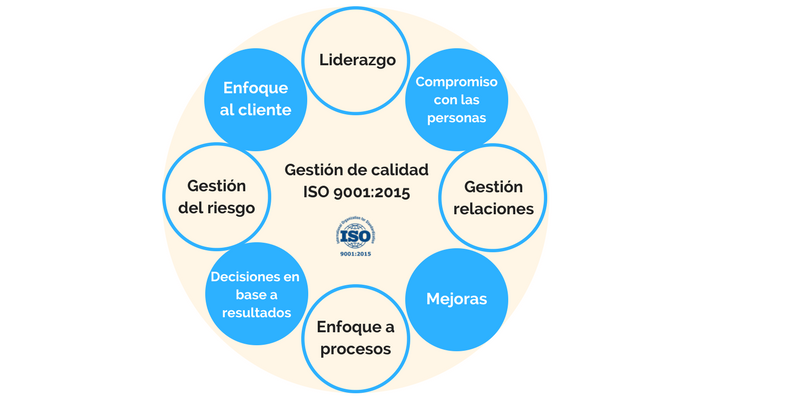 Liderazgo
Enfoque
al cliente
Compromiso
con las
personas
Gestión de calidad
ISO 9001:2015
Gestión
del riesgo
Gestión
relaciones
ISO
9001:2015
Decisiones en
base a
resultados
Mejoras
Enfoque a
procesos